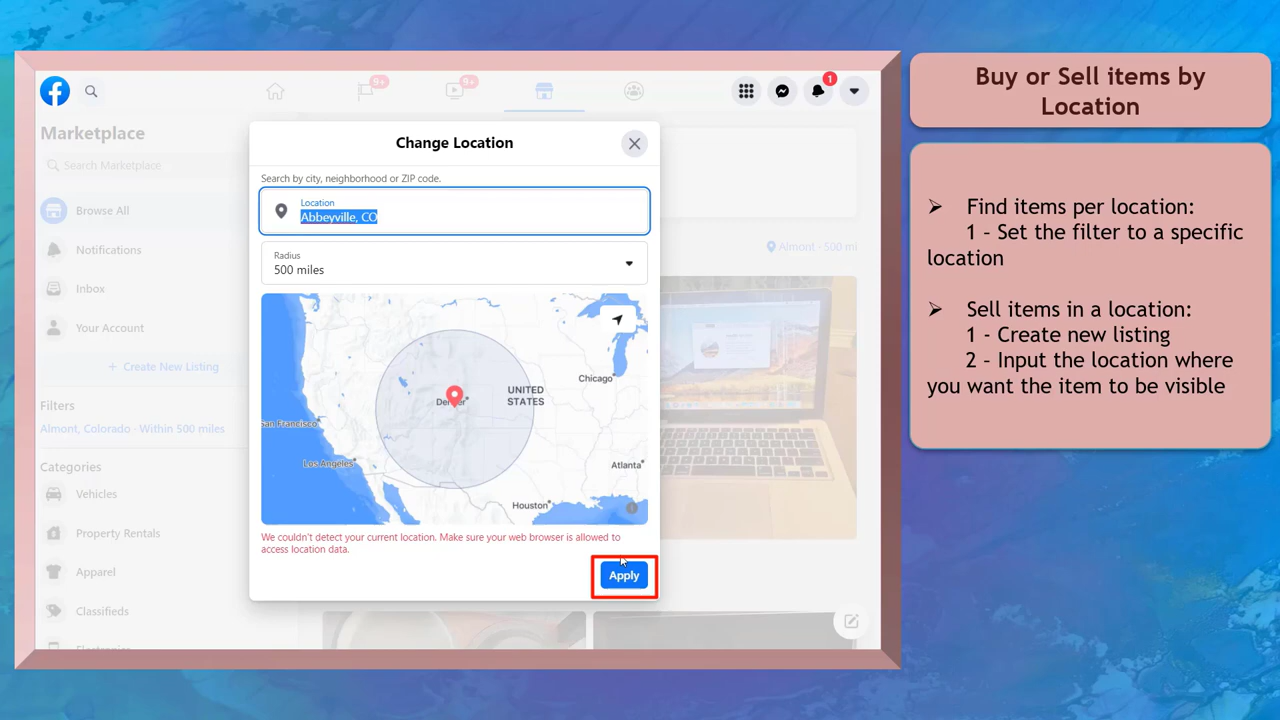 9+
9+
1
Marketplace
Search Marketplace
Browse All
Notifications
Inbox
Your Account
+ Create New Listing
Filters
Almont, Colorado · Within 500 miles
Categories
Vehicles
Property Rentals
Apparel
Classifieds
Electronics
Almont · 500 mi
Change Location
Search by city, neighborhood or ZIP code.
Location
Abbeyville, CO
Radius
500 miles
UNITED
STATES
Chicago
Denver
San Francisco
Los Angeles
Atlanta
Houston
We couldn't detect your current location. Make sure your web browser is allowed to
access location data.
Apply
Buy or Sell items by
Location
➢ Find items per location:
1 - Set the filter to a specific
location
➢ Sell items in a location:
1 - Create new listing
2 - Input the location where
you want the item to be visible